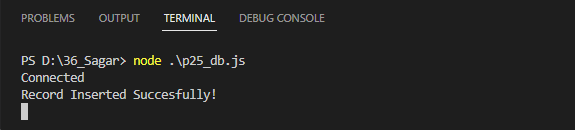 PROBLEMS OUTPUT TERMINAL DEBUG CONSOLE
PS D:\36_Sagar> node .\p25_db.js
Connected
Record Inserted Succesfully!